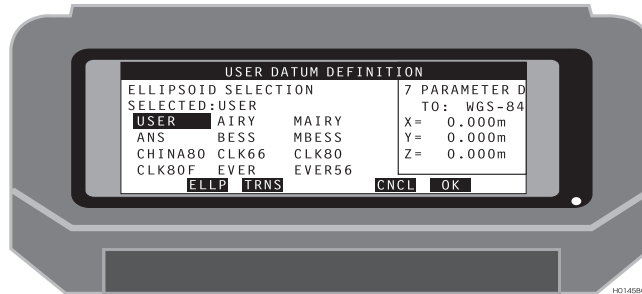 USER DATUM DEFINITION
ELLIPSOID SELECTION
SELECTED:USER
USER AIRY MAIRY
ANS BESS MBESS
CHINA80 CLK66 CLK80
CLK80F EVER EVER56
7 PARAMETER D
TO: WGS-84
X= 0.000m
Y= 0.000m
Z= 0.000m
ELLP TRNS CNCL OK